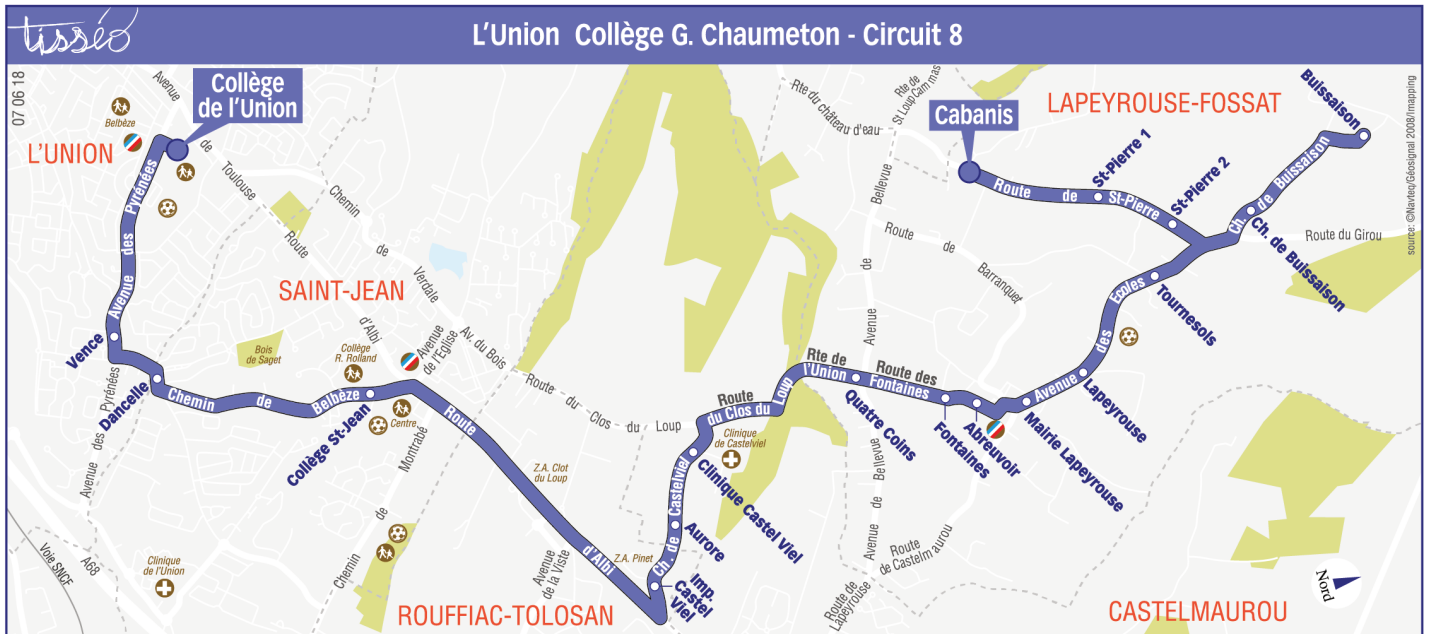 tisséo
L'Union Collège G. Chaumeton - Circuit 8
07 06 18
Avenue
de
Toulouse
Route
d'Albi
Collège
de l'Union
Belbèze
L'UNION
Avenue des Pyrénées
Chemin
de
Verdale
SAINT-JEAN
Vence
Bois
de Saget
Collège
R. Rolland
Avenue
de l'Eglise
Av. du Bois
Route du Clos du Loup
Dancelle
Avenue des Pyrénées
Chemin de Belbèze
Collège St-Jean
Centre
Chemin de Montrabé
Route d'Albi
Z.A. Clot
du Loup
Z.A. Pinet
Avenue
de la Viste
Clinique
de l'Union
Voie SNCF
A68
ROUFFIAC-TOLOSAN
Imp.
Castel
Viel
Ch. de Castelviel
Aurore
Clinique Castel Viel
Clinique
de Castelviel
Route
du Clos du Loup
Rte de
l'Union
Route des
Fontaines
Quatre Coins
Fontaines
Abreuvoir
Mairie Lapeyrouse
Lapeyrouse
Avenue des Ecoles
Tournesols
Rte du château d'eau
Rte de
St. Loup Cammas
Cabanis
LAPEYROUSE-FOSSAT
Buissaison
Route de St-Pierre
St-Pierre 1
St-Pierre 2
Ch. de Buissaison
Ch. de Buissaison
Route du Girou
Route de Barranquet
Avenue de Bellevue
Avenue de Bellevue
Route
de Castelmaurou
Route de
Lapeyrouse
CASTELMAUROU
Nord
source: ©Navteq/Géosignal 2008/Imapping